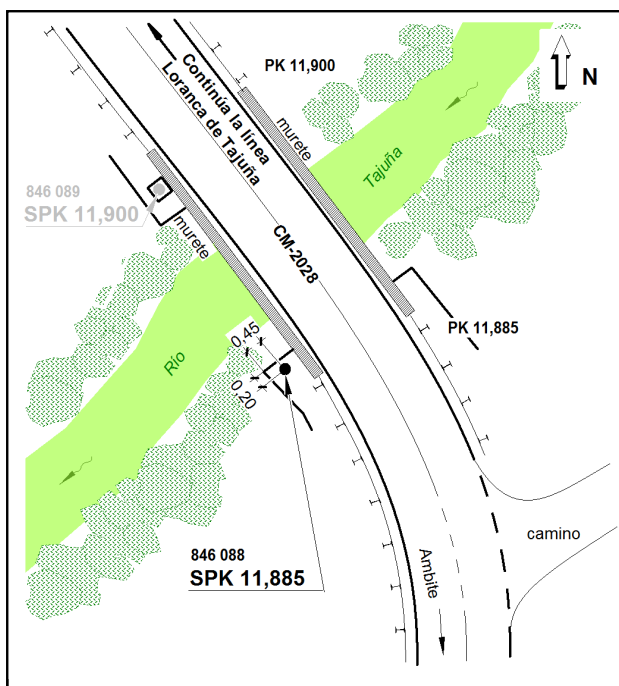 PK 11,900
N
Continúa la línea
Loranca de Tajuña
murete
Tajuña
846 089
SPK 11,900
murete
CM-2028
PK 11,885
Río
0,45
0,20
846 088
SPK 11,885
Ambite
camino